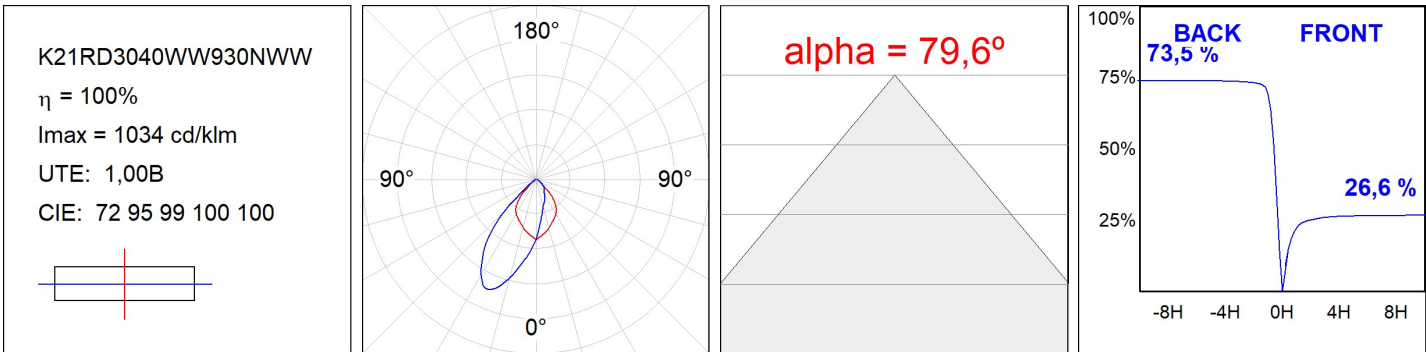 K21RD3040WW930NWW
η = 100%
Imax = 1034 cd/klm
UTE: 1,00B
CIE: 72 95 99 100 100
180°
90° 90°
0°
alpha = 79,6º
100%
BACK FRONT
73,5 %
75%
50%
26,6 %
25%
-8H -4H 0H 4H 8H